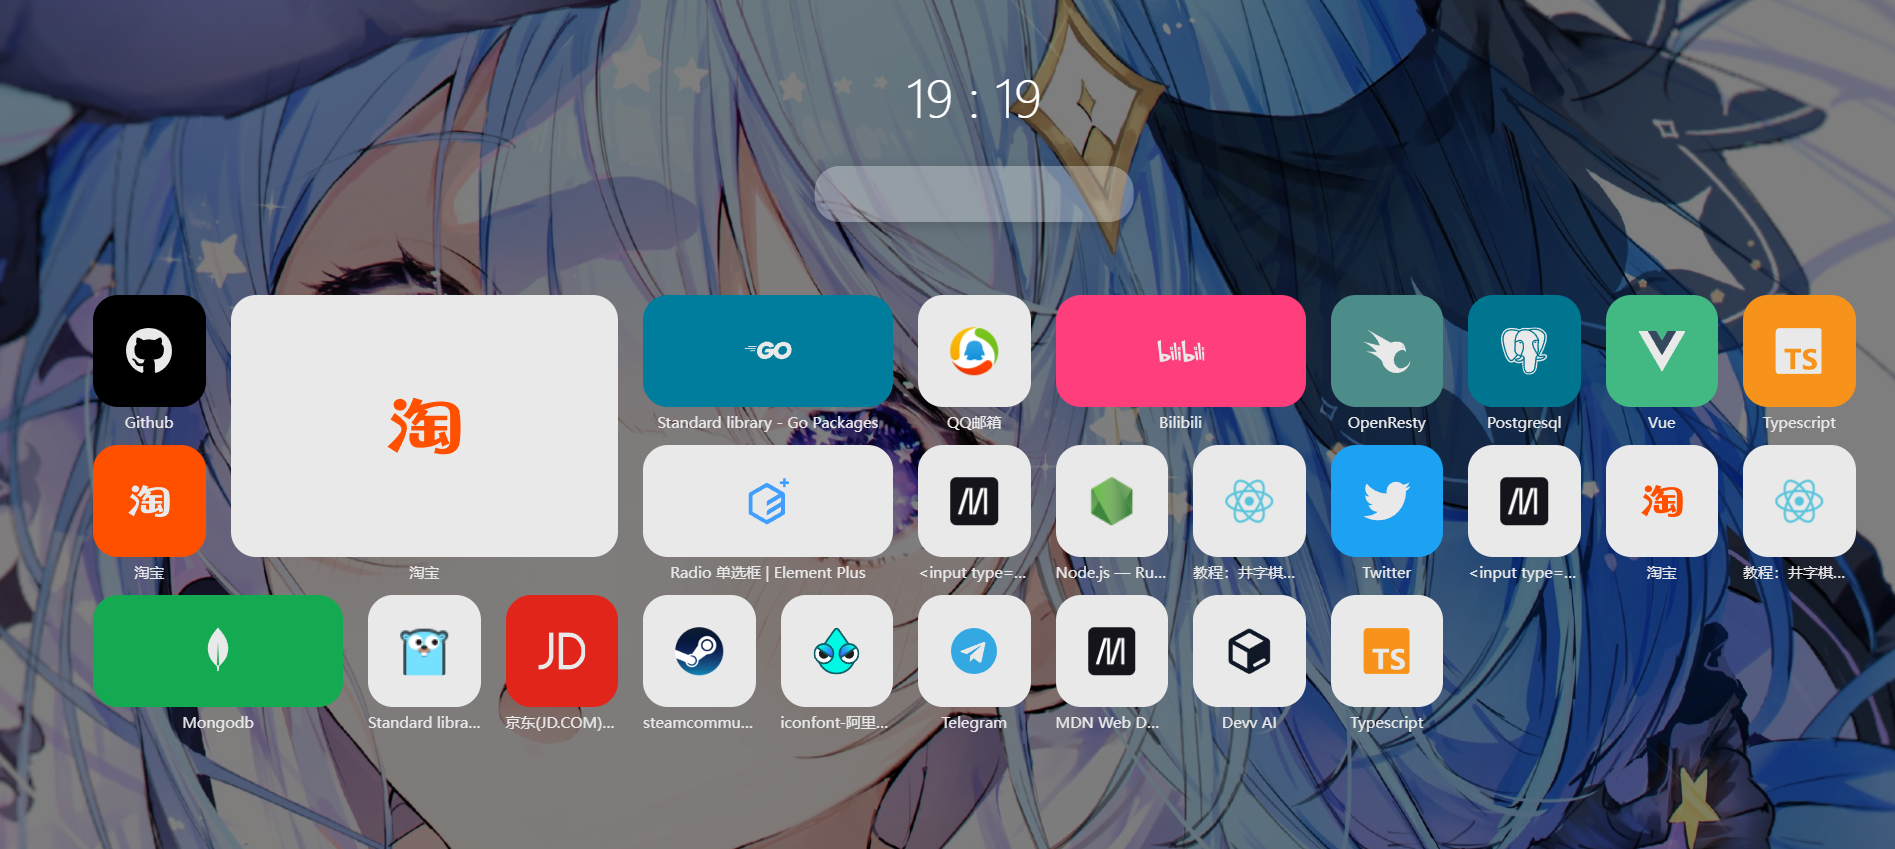 19 : 19
淘
GO
bilibili
TS
Github
Standard library - Go Packages
QQ邮箱
Bilibili
OpenResty
Postgresql
Vue
Typescript
淘
淘
淘宝
淘宝
Radio 单选框 | Element Plus
<input type=...
Node.js — Ru...
教程：井字棋...
Twitter
<input type=...
淘宝
教程：井字棋...
JD
TS
Mongodb
Standard libra...
京东(JD.COM)...
steamcommu...
iconfont-阿里...
Telegram
MDN Web D...
Devv AI
Typescript